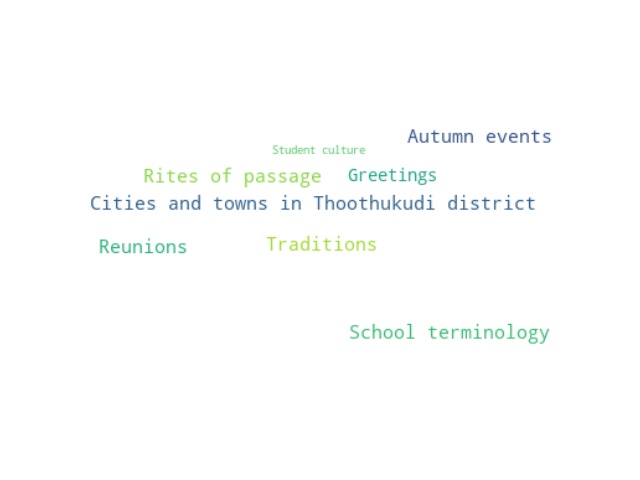 Autumn events
Student culture
Rites of passage
Greetings
Cities and towns in Thoothukudi district
Reunions
Traditions
School terminology